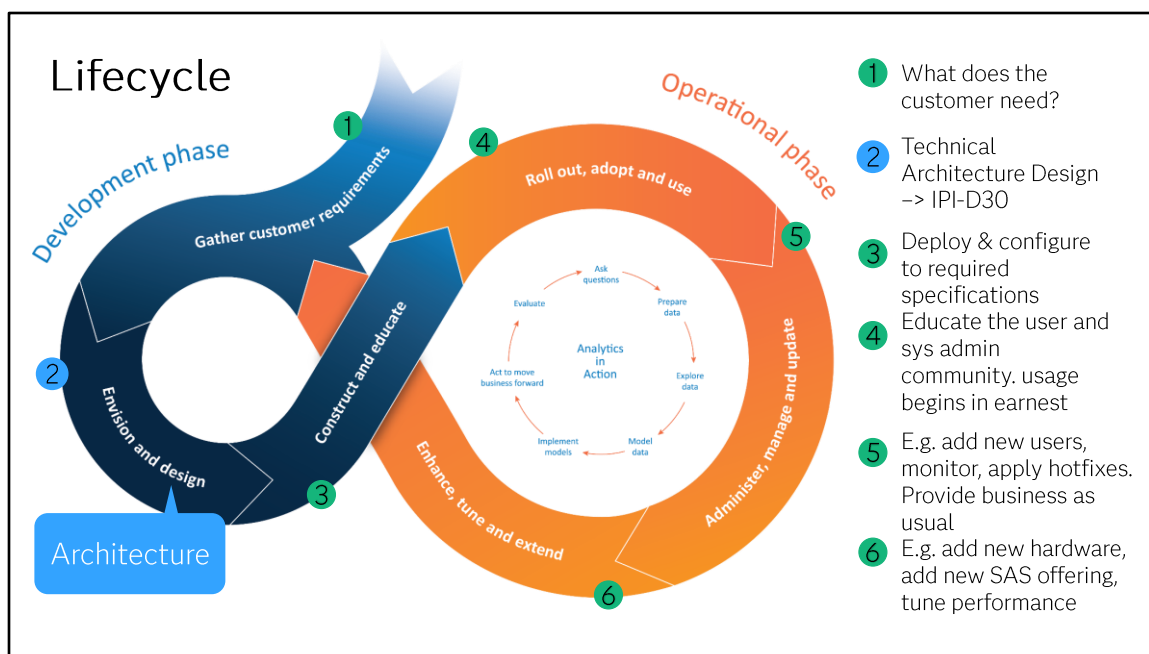 Lifecycle
Development phase
Operational phase
1
Gather customer requirements
2
Envision and design
Architecture
3
Construct and educate
4
Roll out, adopt and use
5
Administer, manage and update
6
Enhance, tune and extend
Analytics
in
Action
Ask
questions
Prepare
data
Explore
data
Model
data
Implement
models
Act to move
business forward
Evaluate
1 What does the
customer need?
2 Technical
Architecture Design
–> IPI-D30
3 Deploy & configure
to required
specifications
4 Educate the user and
sys admin
community. usage
begins in earnest
5 E.g. add new users,
monitor, apply hotfixes.
Provide business as
usual
6 E.g. add new hardware,
add new SAS offering,
tune performance